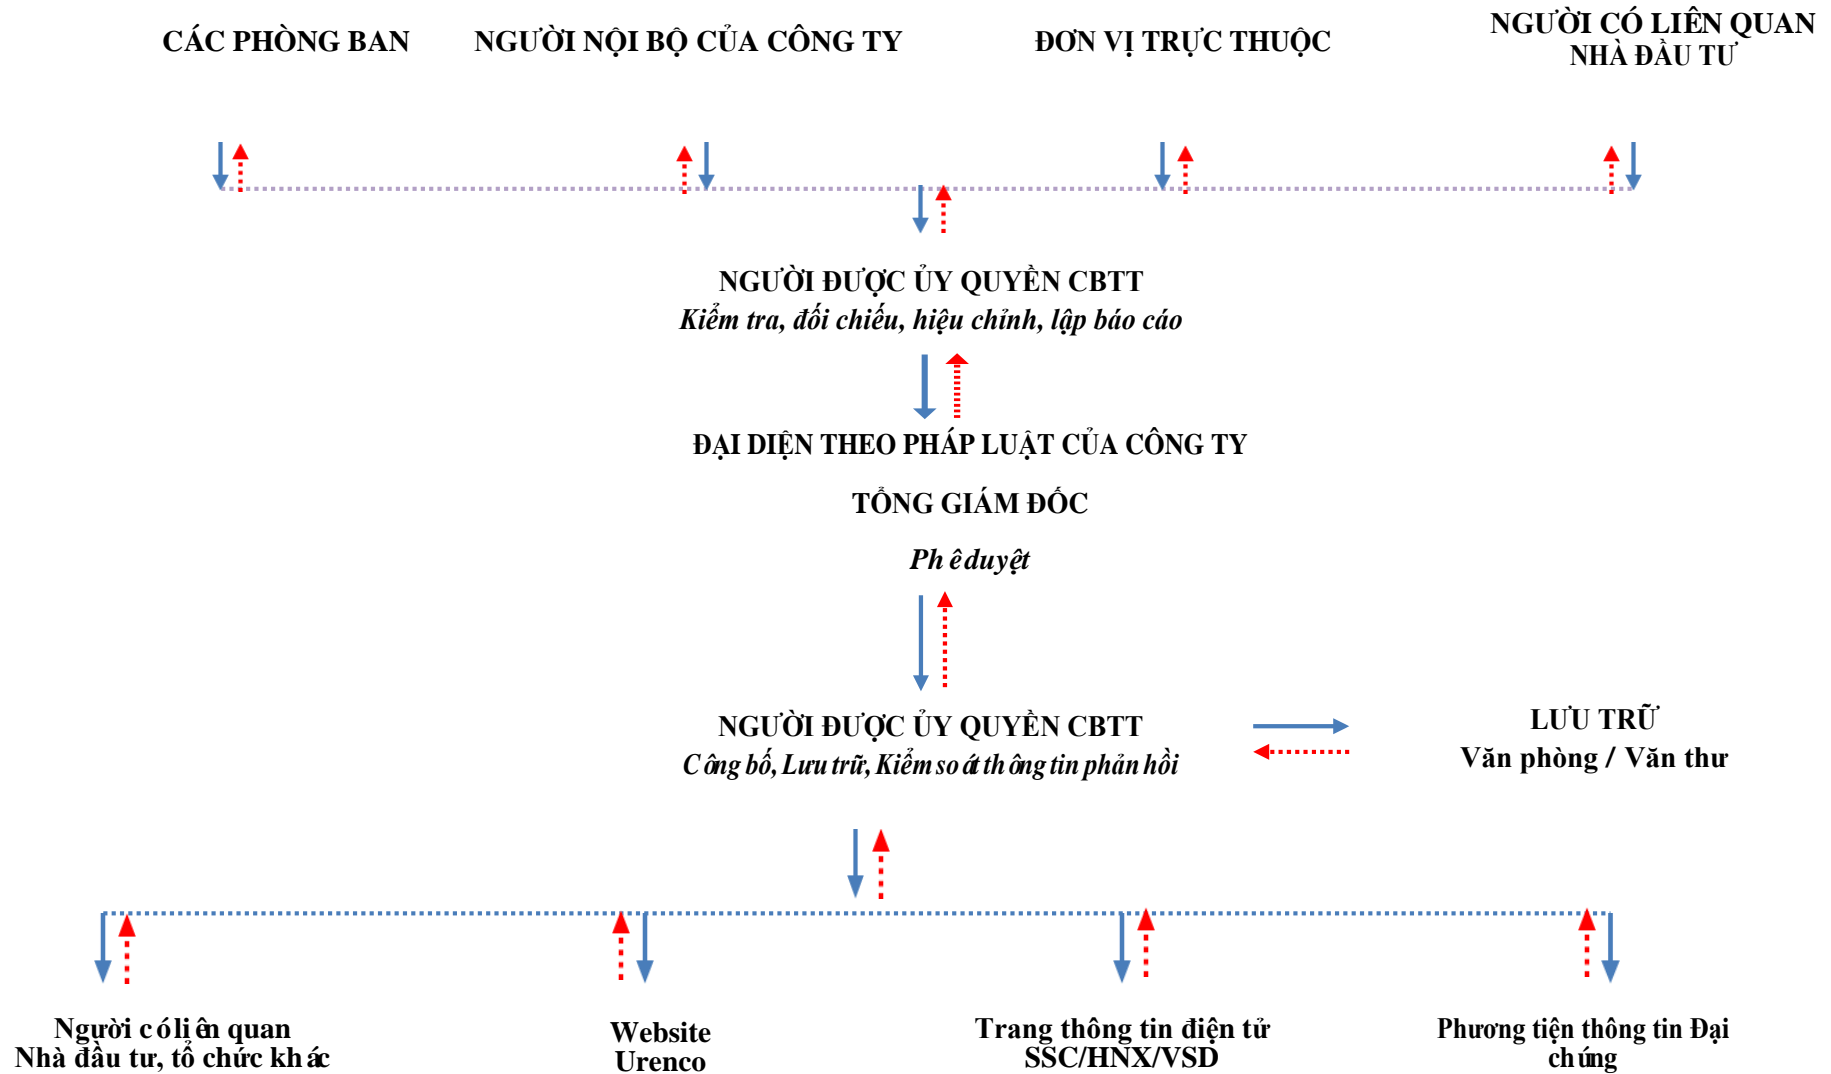 CÁC PHÒNG BAN
NGƯỜI NỘI BỘ CỦA CÔNG TY
ĐƠN VỊ TRỰC THUỘC
NGƯỜI CÓ LIÊN QUAN
NHÀ ĐẦU TƯ
NGƯỜI ĐƯỢC ỦY QUYỀN CBTT
Kiểm tra, đối chiếu, hiệu chỉnh, lập báo cáo
ĐẠI DIỆN THEO PHÁP LUẬT CỦA CÔNG TY
TỔNG GIÁM ĐỐC
Phê duyệt
NGƯỜI ĐƯỢC ỦY QUYỀN CBTT
Công bố, Lưu trữ, Kiểm soát thông tin phản hồi
LƯU TRỮ
Văn phòng / Văn thư
Người có liên quan
Nhà đầu tư, tổ chức khác
Website
Urenco
Trang thông tin điện tử
SSC/HNX/VSD
Phương tiện thông tin Đại
chúng